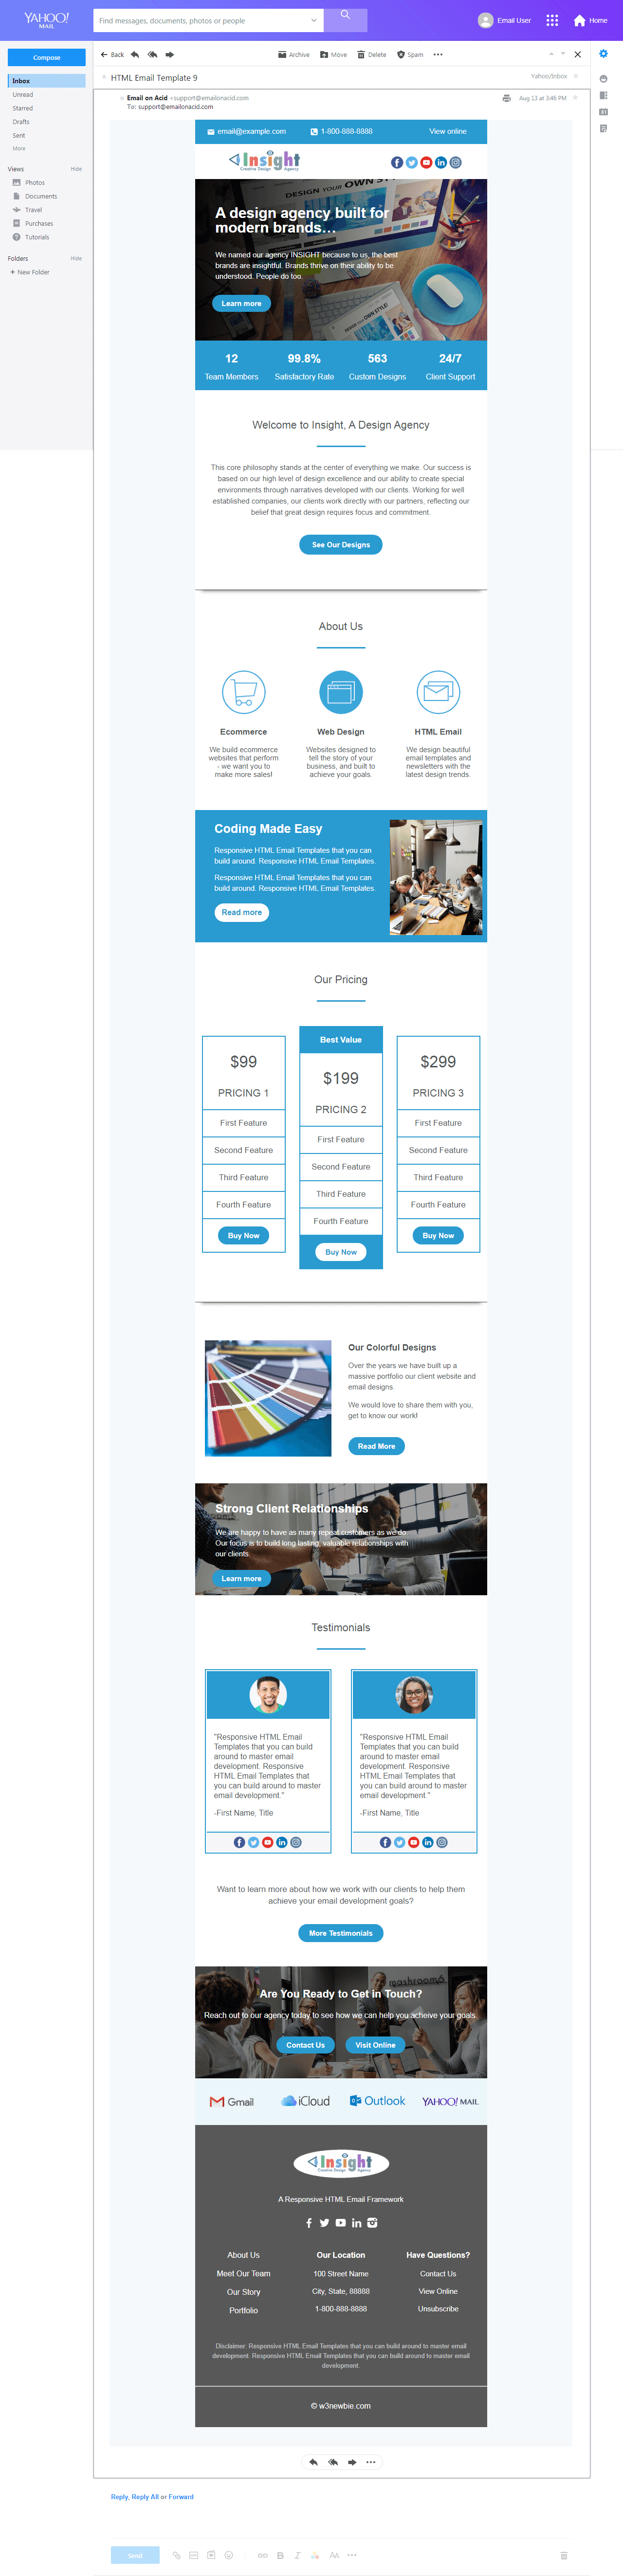 YAHOO!
MAIL
Find messages, documents, photos or people
Email User
Home
Compose
Inbox
Unread
Starred
Drafts
Sent
More
Views
Hide
Photos
Documents
Travel
Purchases
Tutorials
Folders
Hide
+ New Folder
Back
Archive
Move
Delete
Spam
HTML Email Template 9
Yahoo/Inbox
Email on Acid <support@emailonacid.com
To: support@emailonacid.com
Aug 13 at 3:46 PM
email@example.com
1-800-888-8888
View online
Insight
Creative Design Agency
DESIGN YOUR OWN
A design agency built for
modern brands...
We named our agency INSIGHT because to us, the best
brands are insightful. Brands thrive on their ability to be
understood. People do too.
Learn more
12
Team Members
99.8%
Satisfactory Rate
563
Custom Designs
24/7
Client Support
Welcome to Insight, A Design Agency
This core philosophy stands at the center of everything we make. Our success is
based on our high level of design excellence and our ability to create special
environments through narratives developed with our clients. Working for well
established companies, our clients work directly with our partners, reflecting our
belief that great design requires focus and commitment.
See Our Designs
About Us
Ecommerce
We build ecommerce
websites that perform
- we want you to
make more sales!
Web Design
Websites designed to
tell the story of your
business, and built to
achieve your goals.
HTML Email
We design beautiful
email templates and
newsletters with the
latest design trends.
Coding Made Easy
Responsive HTML Email Templates that you can
build around. Responsive HTML Email Templates.
Responsive HTML Email Templates that you can
build around. Responsive HTML Email Templates.
Read more
Our Pricing
$99
PRICING 1
First Feature
Second Feature
Third Feature
Fourth Feature
Buy Now
Best Value
$199
PRICING 2
First Feature
Second Feature
Third Feature
Fourth Feature
Buy Now
$299
PRICING 3
First Feature
Second Feature
Third Feature
Fourth Feature
Buy Now
Our Colorful Designs
Over the years we have built up a
massive portfolio our client website and
email designs.
We would love to share them with you,
get to know our work!
Read More
Strong Client Relationships
We are happy to have as many repeat customers as we do.
Our focus is to build long lasting, valuable relationships with
our clients.
Learn more
Testimonials
"Responsive HTML Email
Templates that you can build
around to master email
development. Responsive
HTML Email Templates that
you can build around to master
email development."
-First Name, Title
"Responsive HTML Email
Templates that you can build
around to master email
development. Responsive
HTML Email Templates that
you can build around to master
email development."
-First Name, Title
Want to learn more about how we work with our clients to help them
achieve your email development goals?
More Testimonials
Are You Ready to Get in Touch?
Reach out to our agency today to see how we can help you acheive your goals.
Contact Us
Visit Online
Gmail
iCloud
Outlook
YAHOO! MAIL
Insight
Creative Design Agency
A Responsive HTML Email Framework
About Us
Meet Our Team
Our Story
Portfolio
Our Location
100 Street Name
City, State, 88888
1-800-888-8888
Have Questions?
Contact Us
View Online
Unsubscribe
Disclaimer: Responsive HTML Email Templates that you can build around to master email
development. Responsive HTML Email Templates that you can build around to master email
development.
© w3newbie.com
Reply, Reply All or Forward
Send